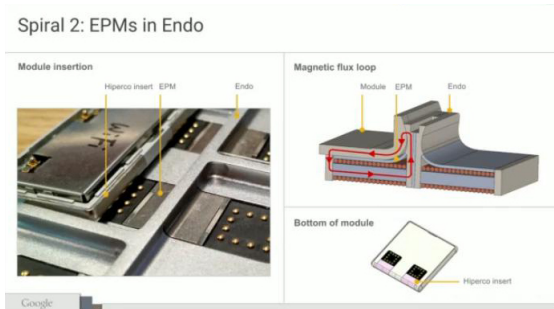 Spiral 2: EPMs in Endo
Module insertion
Hiperco insert EPM Endo
WiFi
Magnetic flux loop
Module EPM Endo
Bottom of module
Hiperco insert
Google